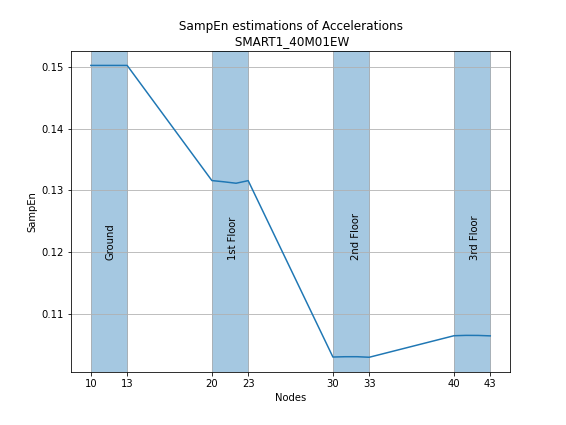 SampEn estimations of Accelerations
SMART1_40M01EW
0.15
0.14
0.13
0.12
0.11
SampEn
Ground
1st Floor
2nd Floor
3rd Floor
10 13 20 23 30 33 40 43
Nodes